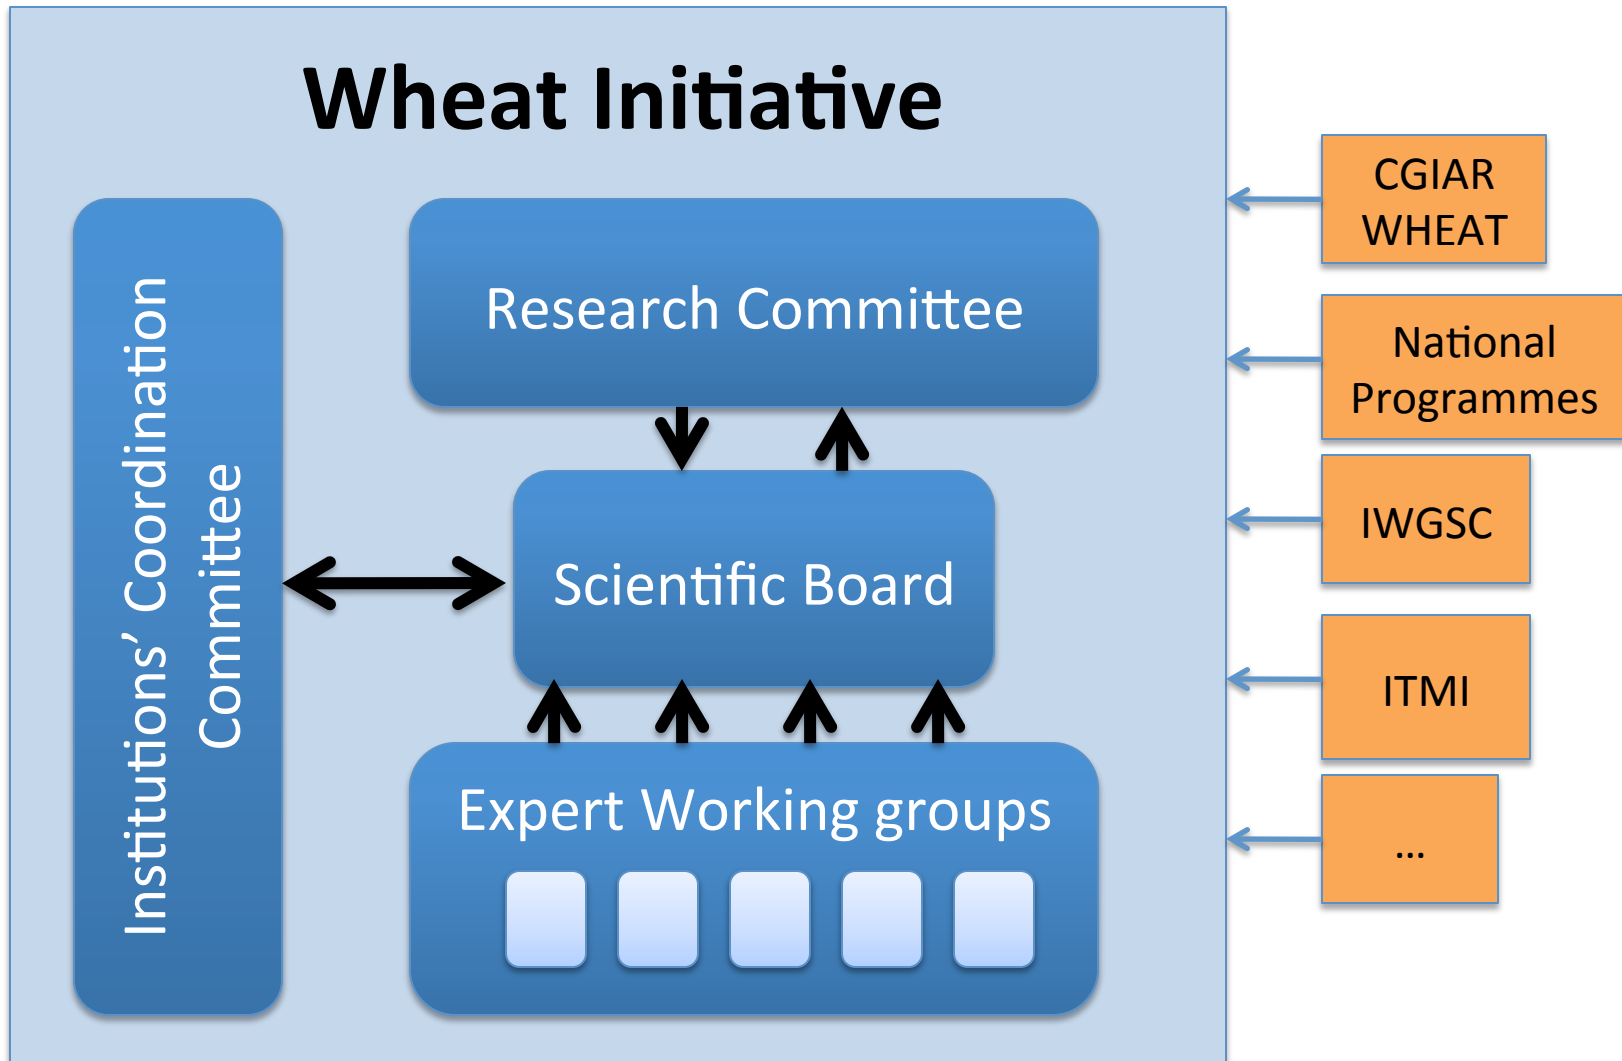 Wheat Initiative
Institutions’ Coordination
Committee
Research Committee
Scientific Board
Expert Working groups
CGIAR
WHEAT
National
Programmes
IWGSC
ITMI
...